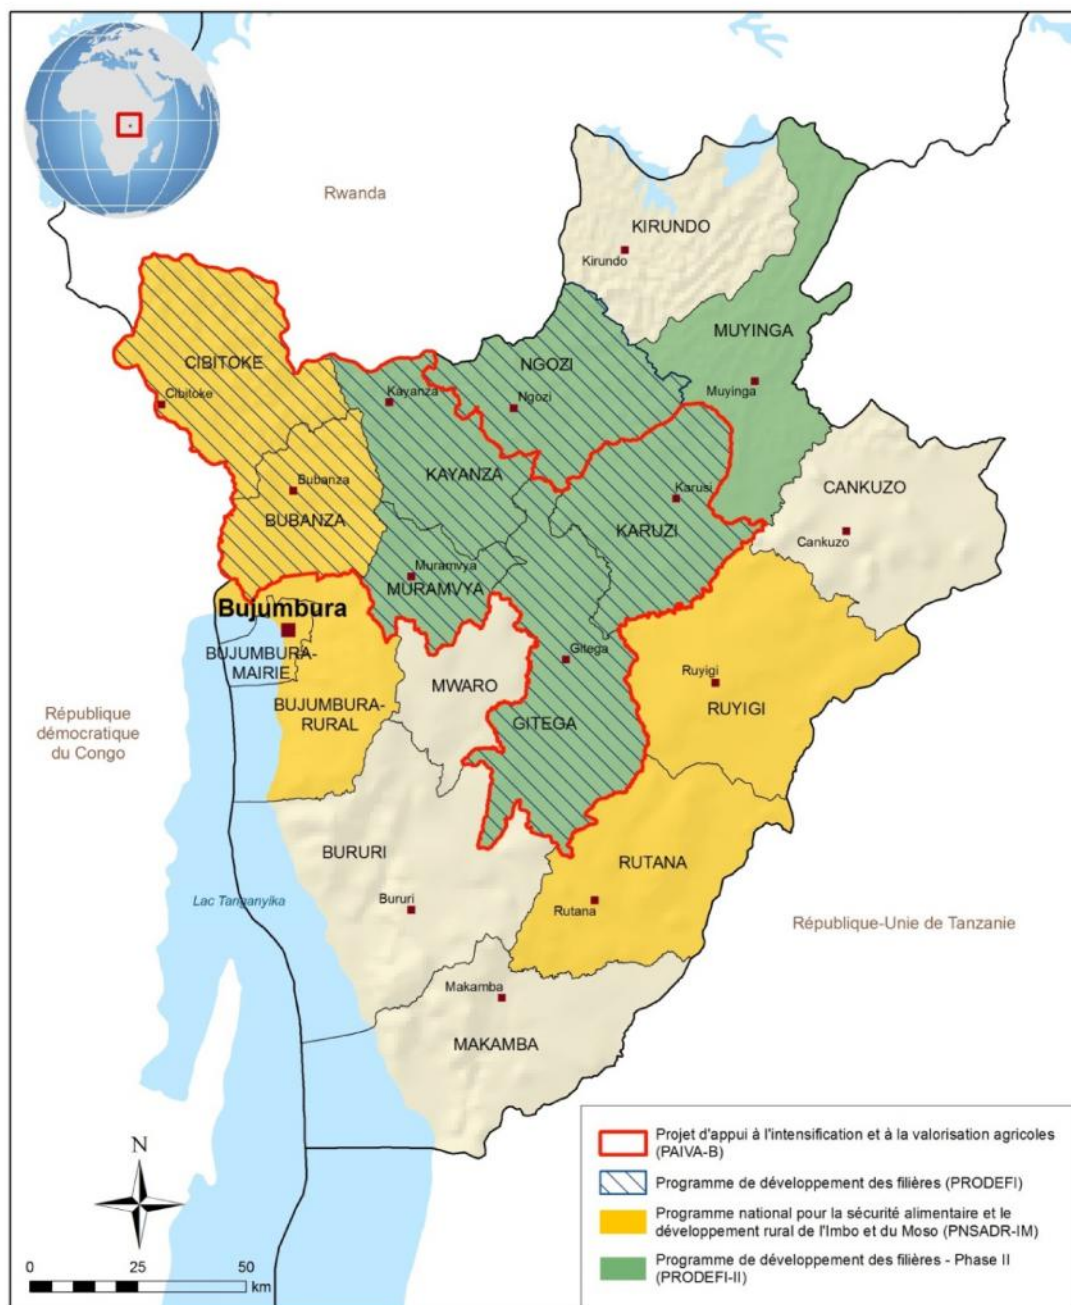 Rwanda
KIRUNDO
Kirundo
MUYINGA
Muyinga
CIBITOKE
Cibitoke
NGOZI
Ngozi
Kayanza
KAYANZA
Bubanza
BUBANZA
Karusi
KARUZI
CANKUZO
Cankuzo
Muramvya
MURAMVYA
Bujumbura
BUJUMBURA-
MAIRIE
BUJUMBURA-
RURAL
MWARO
Gitega
GITEGA
Ruyigi
RUYIGI
République
démocratique
du Congo
BURURI
Bururi
RUTANA
Rutana
Lac Tanganyika
République-Unie de Tanzanie
Makamba
MAKAMBA
N
0 25 50
km
Projet d'appui à l'intensification et à la valorisation agricoles
(PAIVA-B)
Programme de développement des filières (PRODEFI)
Programme national pour la sécurité alimentaire et le
développement rural de l'Imbo et du Moso (PNSADR-IM)
Programme de développement des filières - Phase II
(PRODEFI-II)